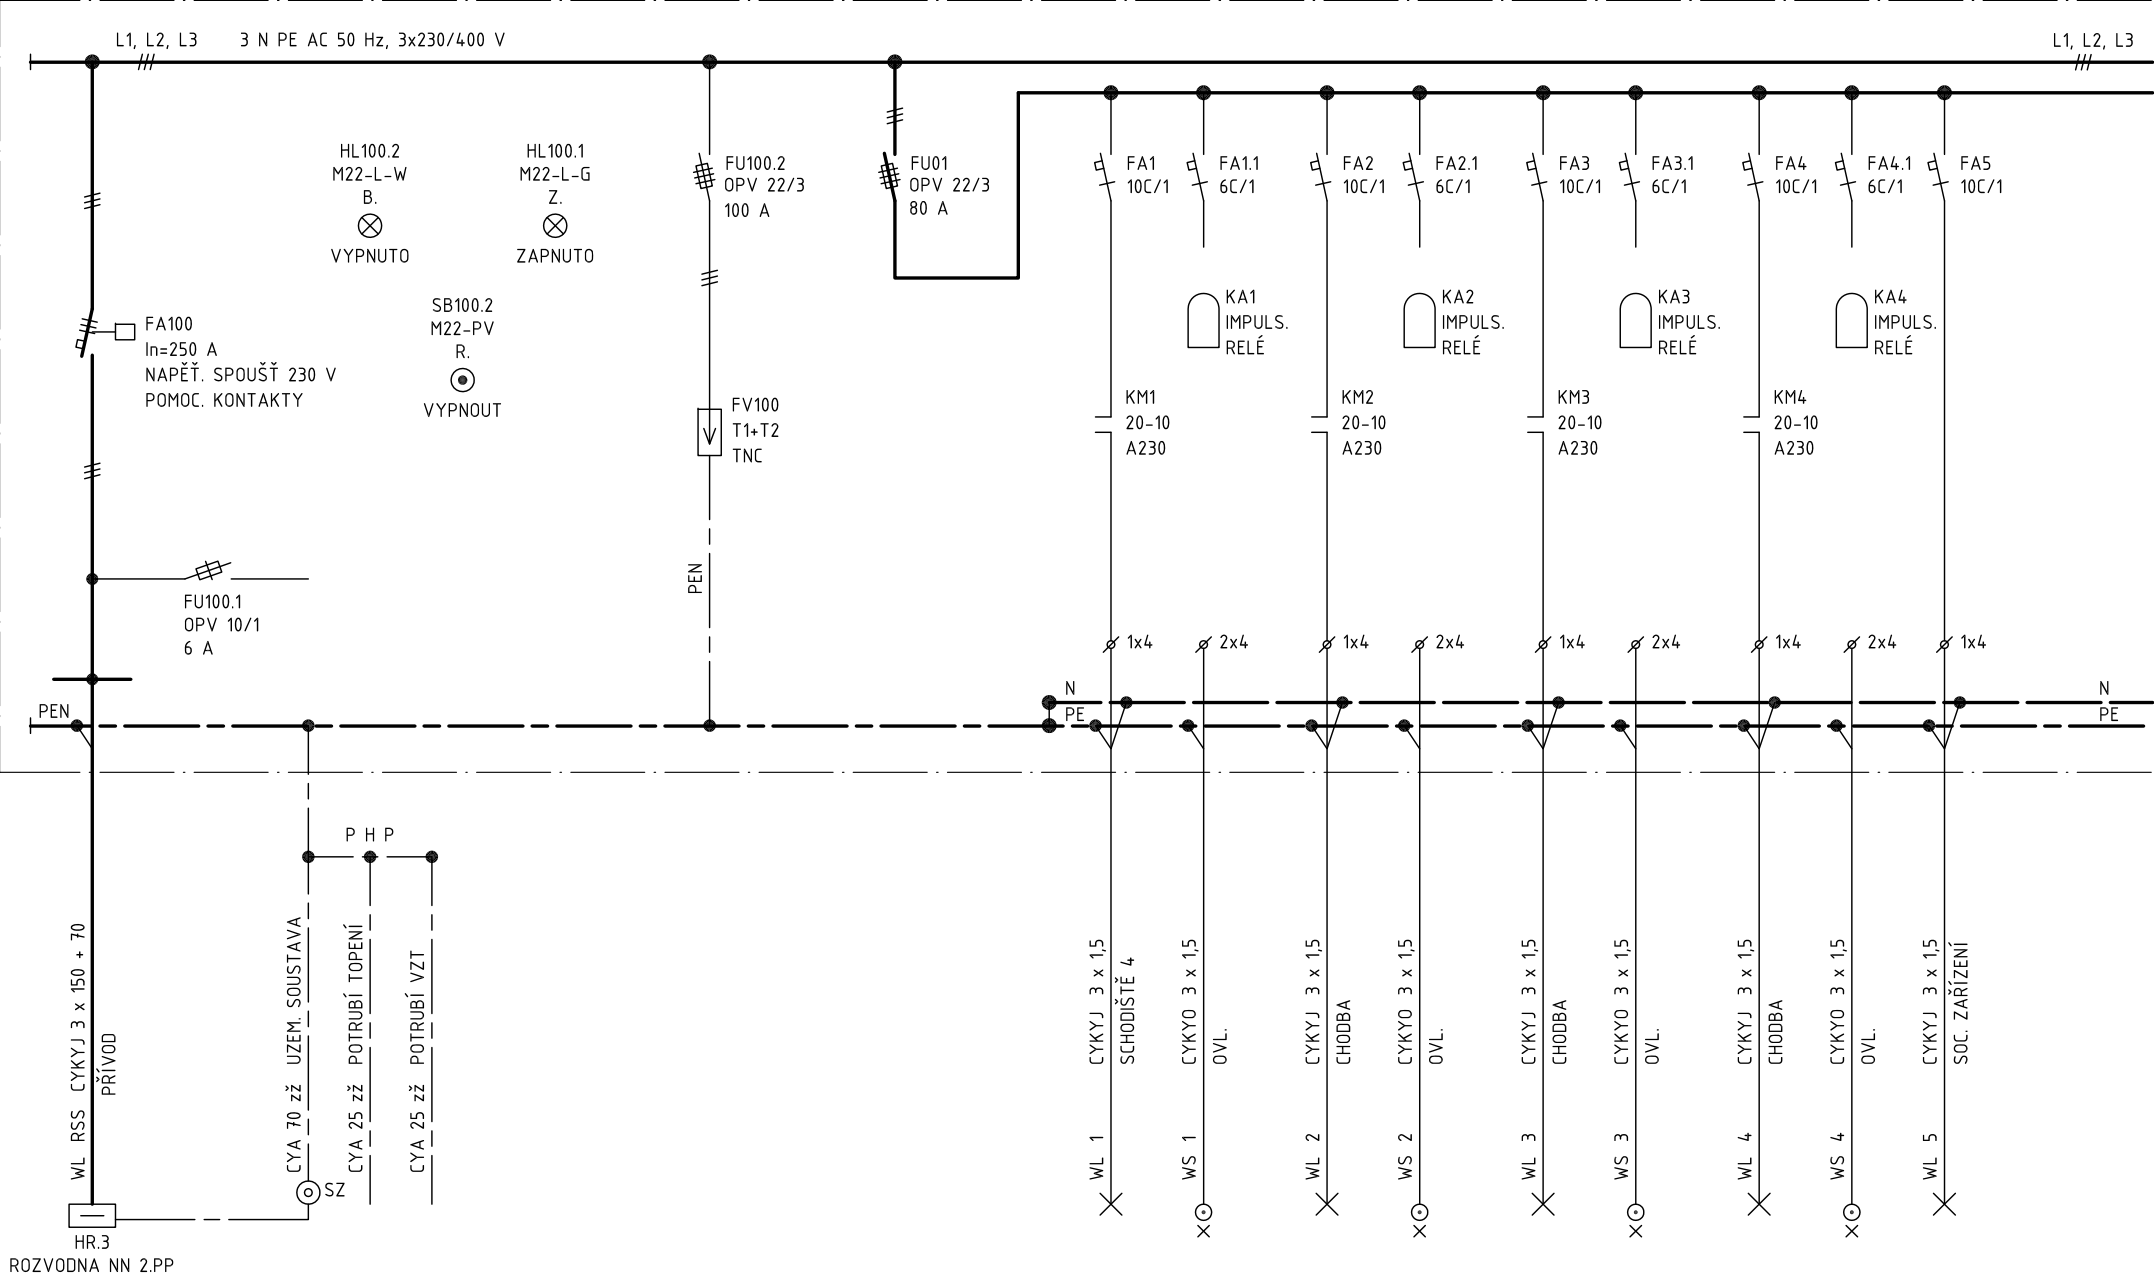 L1, L2, L3
3 N PE AC 50 Hz, 3x230/400 V
L1, L2, L3
HL100.2
M22-L-W
B.
VYPNUTO
HL100.1
M22-L-G
Z.
ZAPNUTO
SB100.2
M22-PV
R.
VYPNOUT
FA100
In=250 A
NAPĚŤ. SPOUŠŤ 230 V
POMOC. KONTAKTY
FU100.2
OPV 22/3
100 A
FU01
OPV 22/3
80 A
FV100
T1+T2
TNC
PEN
FU100.1
OPV 10/1
6 A
PEN
FA1
10C/1
FA1.1
6C/1
FA2
10C/1
FA2.1
6C/1
FA3
10C/1
FA3.1
6C/1
FA4
10C/1
FA4.1
6C/1
FA5
10C/1
KA1
IMPULS.
RELÉ
KA2
IMPULS.
RELÉ
KA3
IMPULS.
RELÉ
KA4
IMPULS.
RELÉ
KM1
20-10
A230
KM2
20-10
A230
KM3
20-10
A230
KM4
20-10
A230
1x4
2x4
1x4
2x4
1x4
2x4
1x4
2x4
1x4
N
PE
N
PE
P H P
WL RSS CYKYJ 3 x 150 + 70
PŘÍVOD
CYA 70 zž UZEM. SOUSTAVA
CYA 25 zž POTRUBÍ TOPENÍ
CYA 25 zž POTRUBÍ VZT
SZ
HR.3
ROZVODNA NN 2.PP
WL 1 CYKYJ 3 x 1,5
SCHODIŠTĚ 4
WS 1 CYKYO 3 x 1,5
OVL.
WL 2 CYKYJ 3 x 1,5
CHODBA
WS 2 CYKYO 3 x 1,5
OVL.
WL 3 CYKYJ 3 x 1,5
CHODBA
WS 3 CYKYO 3 x 1,5
OVL.
WL 4 CYKYJ 3 x 1,5
CHODBA
WS 4 CYKYO 3 x 1,5
OVL.
WL 5 CYKYJ 3 x 1,5
SOC. ZAŘÍZENÍ